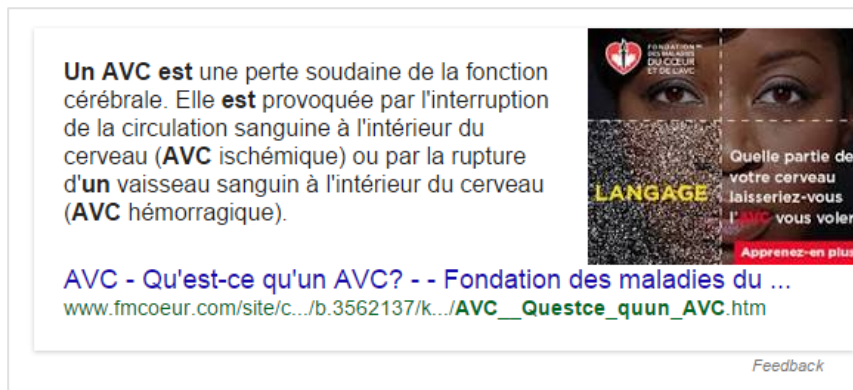 Un AVC est une perte soudaine de la fonction
cérébrale. Elle est provoquée par l'interruption
de la circulation sanguine à l'intérieur du
cerveau (AVC ischémique) ou par la rupture
d'un vaisseau sanguin à l'intérieur du cerveau
(AVC hémorragique).
FONDATION
DES MALADIES
DU CŒUR
ET DE L'AVC
LANGAGE
Quelle partie de
votre cerveau
laisseriez-vous
l'AVC vous voler
Apprenez-en plus
AVC - Qu'est-ce qu'un AVC? - - Fondation des maladies du ...
www.fmcoeur.com/site/c.../b.3562137/k.../AVC__Questce_quun_AVC.htm
Feedback